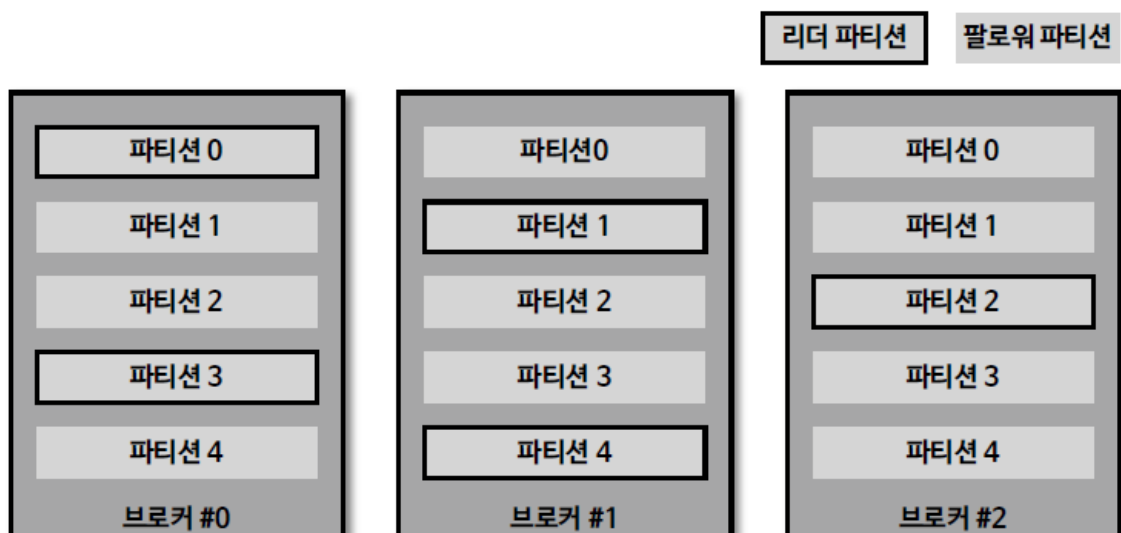 리더 파티션
팔로워 파티션
파티션 0
파티션 1
파티션 2
파티션 3
파티션 4
브로커 #0
파티션0
파티션 1
파티션 2
파티션 3
파티션 4
브로커 #1
파티션 0
파티션 1
파티션 2
파티션 3
파티션 4
브로커 #2